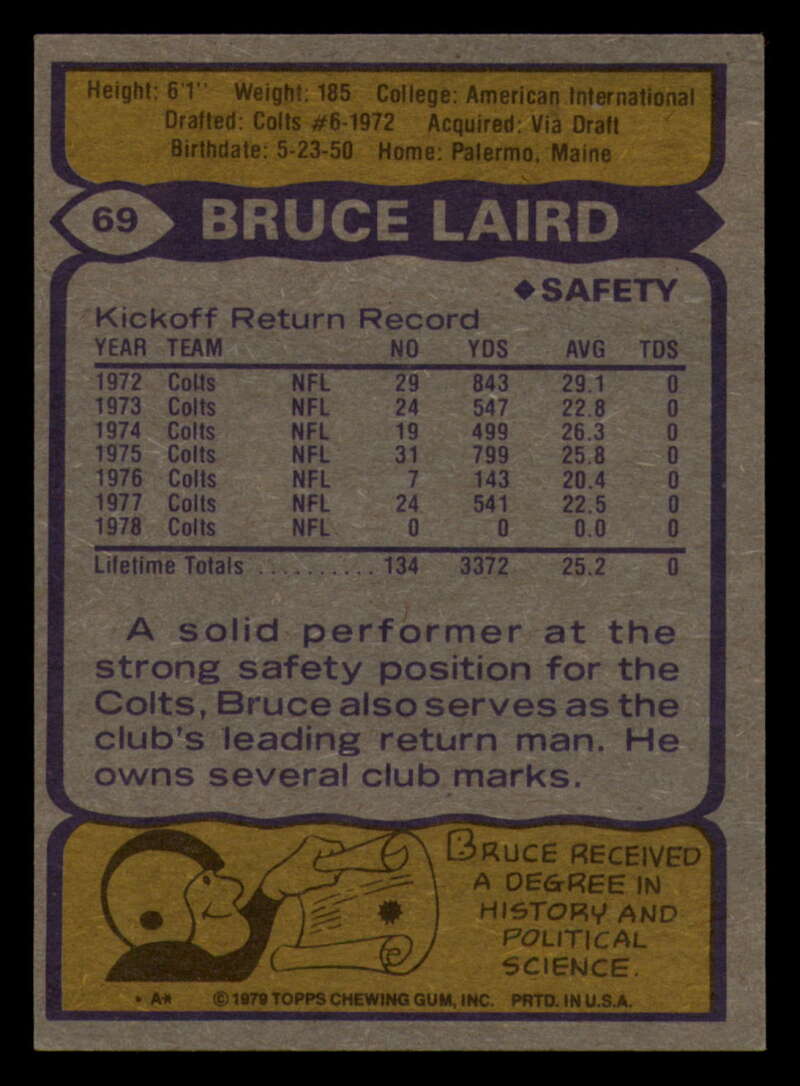 Height: 6'1" Weight: 185 College: American International
Drafted: Colts #6-1972 Acquired: Via Draft
Birthdate: 5-23-50 Home: Palermo, Maine
69 BRUCE LAIRD
◆SAFETY
Kickoff Return Record
YEAR TEAM NO YDS AVG TDS
1972 Colts NFL 29 843 29.1 0
1973 Colts NFL 24 547 22.8 0
1974 Colts NFL 19 499 26.3 0
1975 Colts NFL 31 799 25.8 0
1976 Colts NFL 7 143 20.4 0
1977 Colts NFL 24 541 22.5 0
1978 Colts NFL 0 0 0.0 0
Lifetime Totals .......... 134 3372 25.2 0
A solid performer at the
strong safety position for the
Colts, Bruce also serves as the
club's leading return man. He
owns several club marks.
BRUCE RECEIVED
A DEGREE IN
HISTORY AND
POLITICAL
SCIENCE.
* A* © 1979 TOPPS CHEWING GUM, INC. PRTD. IN U.S.A.